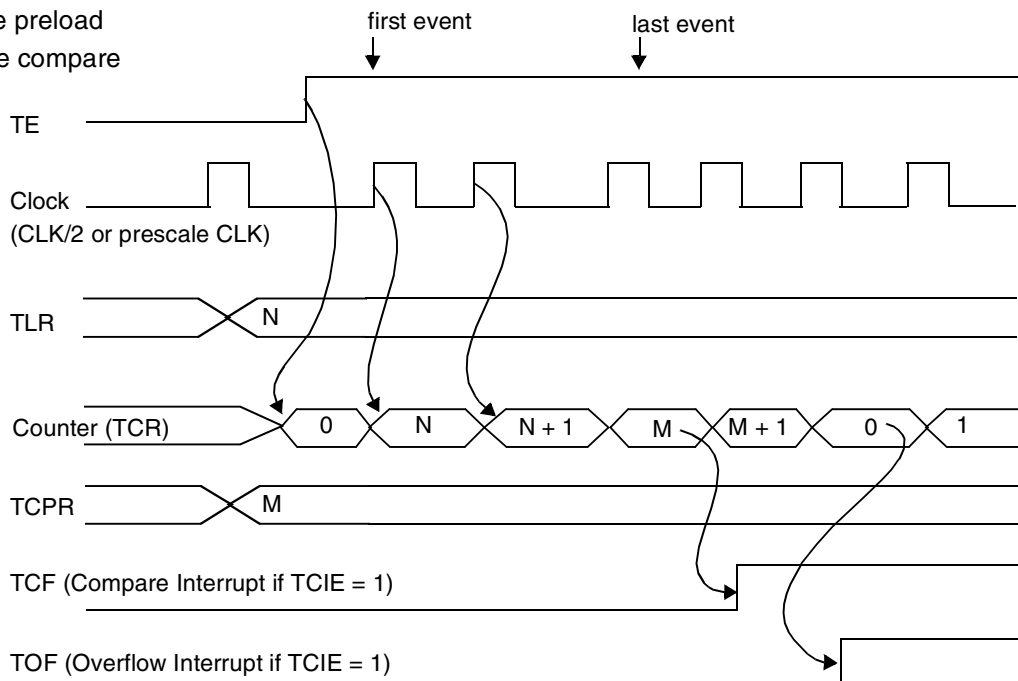 e preload
first event
last event
e compare
TE
Clock
(CLK/2 or prescale CLK)
TLR
N
Counter (TCR)
0
N
N + 1
M
M + 1
0
1
TCPR
M
TCF (Compare Interrupt if TCIE = 1)
TOF (Overflow Interrupt if TCIE = 1)